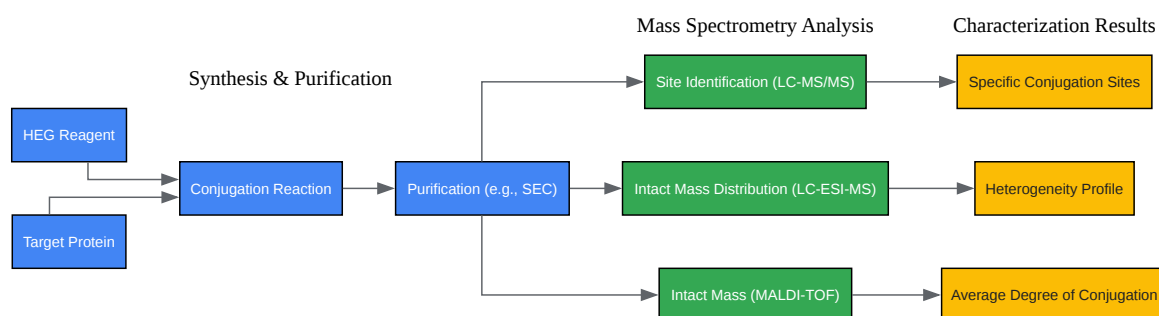 Mass Spectrometry Analysis
Characterization Results
Synthesis & Purification
Site Identification (LC-MS/MS)
Specific Conjugation Sites
HEG Reagent
Conjugation Reaction
Purification (e.g., SEC)
Intact Mass Distribution (LC-ESI-MS)
Heterogeneity Profile
Target Protein
Intact Mass (MALDI-TOF)
Average Degree of Conjugation